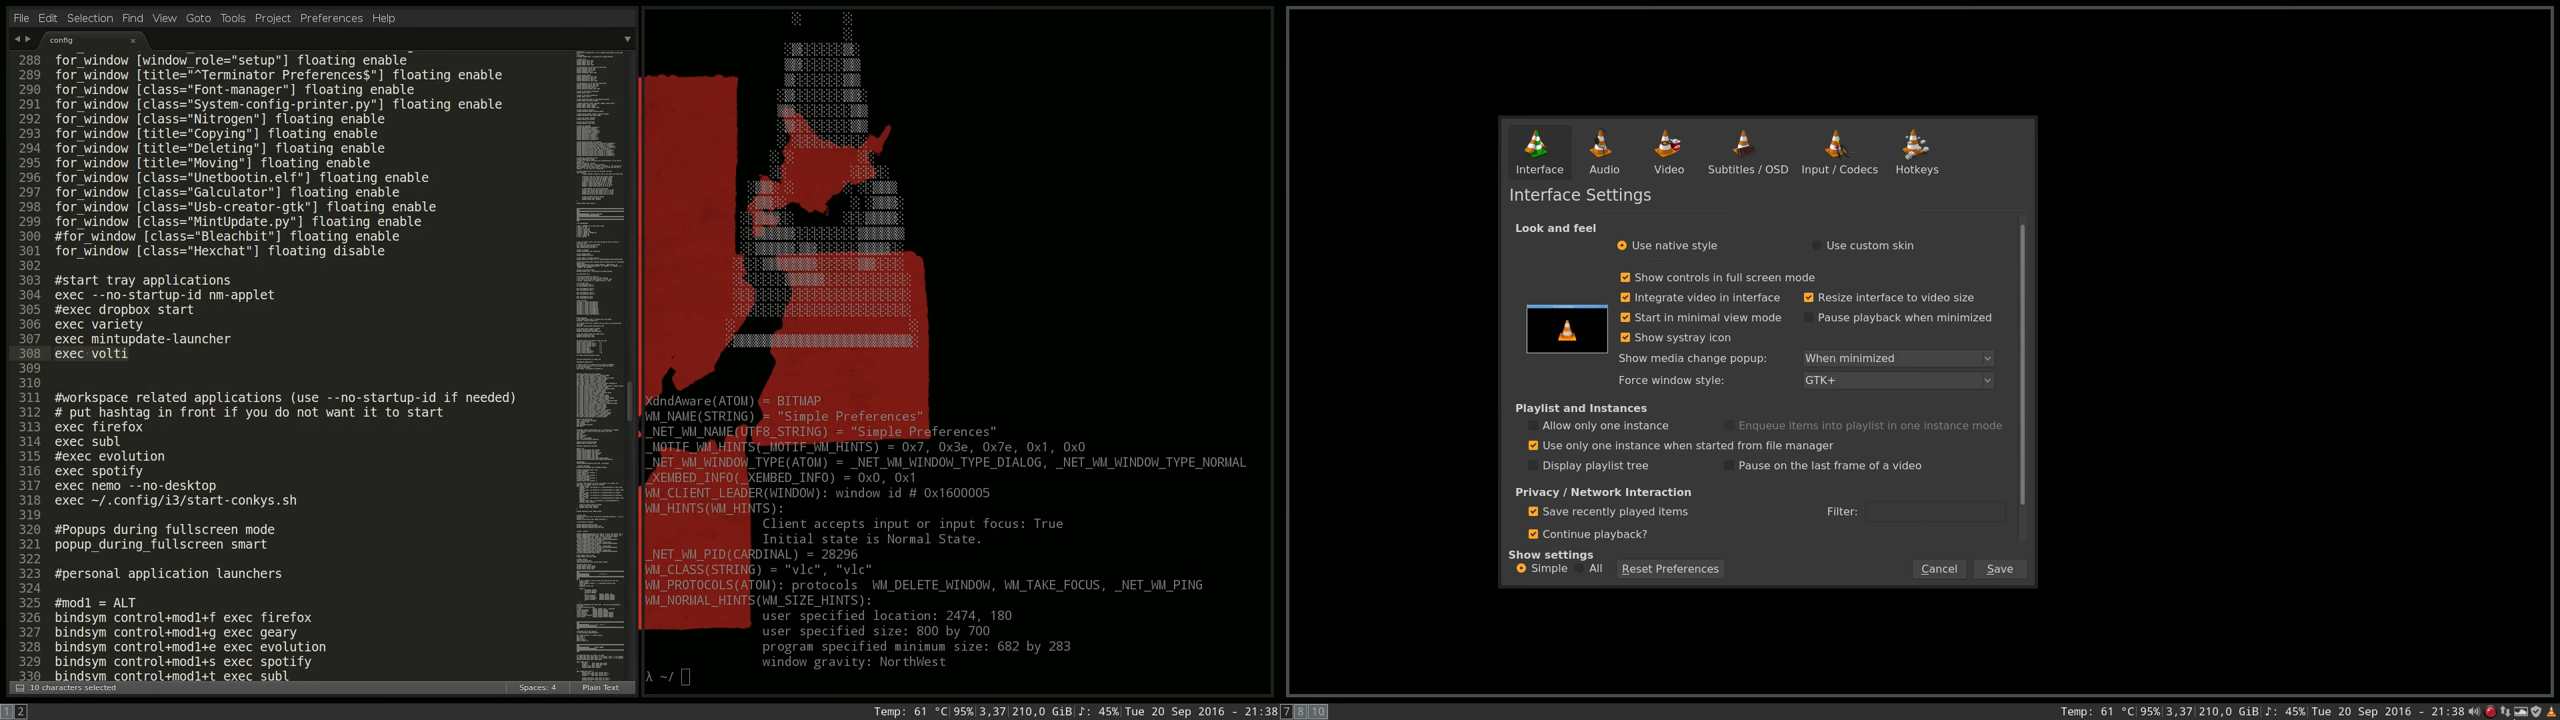 File Edit Selection Find View Goto Tools Project Preferences Help
config
288 for_window [window_role="setup"] floating enable
289 for_window [title="^Terminator Preferences$"] floating enable
290 for_window [class="Font-manager"] floating enable
291 for_window [class="System-config-printer.py"] floating enable
292 for_window [class="Nitrogen"] floating enable
293 for_window [title="Copying"] floating enable
294 for_window [title="Deleting"] floating enable
295 for_window [title="Moving"] floating enable
296 for_window [class="Unetbootin.elf"] floating enable
297 for_window [class="Galculator"] floating enable
298 for_window [class="Usb-creator-gtk"] floating enable
299 for_window [class="MintUpdate.py"] floating enable
300 #for_window [class="Bleachbit"] floating enable
301 for_window [class="Hexchat"] floating disable
302
303 #start tray applications
304 exec --no-startup-id nm-applet
305 #exec dropbox start
306 exec variety
307 exec mintupdate-launcher
308 exec volti
309
310
311 #workspace related applications (use --no-startup-id if needed)
312 # put hashtag in front if you do not want it to start
313 exec firefox
314 exec subl
315 #exec evolution
316 exec spotify
317 exec nemo --no-desktop
318 exec ~/.config/i3/start-conkys.sh
319
320 #Popups during fullscreen mode
321 popup_during_fullscreen smart
322
323 #personal application launchers
324
325 #mod1 = ALT
326 bindsym control+mod1+f exec firefox
327 bindsym control+mod1+g exec geary
328 bindsym control+mod1+e exec evolution
329 bindsym control+mod1+s exec spotify
330 bindsym control+mod1+t exec subl
10 characters selected Spaces: 4 Plain Text
XdndAware(ATOM) = BITMAP
WM_NAME(STRING) = "Simple Preferences"
_NET_WM_NAME(UTF8_STRING) = "Simple Preferences"
_MOTIF_WM_HINTS(_MOTIF_WM_HINTS) = 0x7, 0x3e, 0x7e, 0x1, 0x0
_NET_WM_WINDOW_TYPE(ATOM) = _NET_WM_WINDOW_TYPE_DIALOG, _NET_WM_WINDOW_TYPE_NORMAL
_XEMBED_INFO(_XEMBED_INFO) = 0x0, 0x1
WM_CLIENT_LEADER(WINDOW): window id # 0x1600005
WM_HINTS(WM_HINTS):
Client accepts input or input focus: True
Initial state is Normal State.
_NET_WM_PID(CARDINAL) = 28296
WM_CLASS(STRING) = "vlc", "vlc"
WM_PROTOCOLS(ATOM): protocols  WM_DELETE_WINDOW, WM_TAKE_FOCUS, _NET_WM_PING
WM_NORMAL_HINTS(WM_SIZE_HINTS):
user specified location: 2474, 180
user specified size: 800 by 700
program specified minimum size: 682 by 283
window gravity: NorthWest
λ ~/
Interface Audio Video Subtitles / OSD Input / Codecs Hotkeys
Interface Settings
Look and feel
Use native style Use custom skin
Show controls in full screen mode
Integrate video in interface Resize interface to video size
Start in minimal view mode Pause playback when minimized
Show systray icon
Show media change popup: When minimized
Force window style: GTK+
Playlist and Instances
Allow only one instance Enqueue items into playlist in one instance mode
Use only one instance when started from file manager
Display playlist tree Pause on the last frame of a video
Privacy / Network Interaction
Save recently played items Filter:
Continue playback?
Show settings
Simple All Reset Preferences Cancel Save
1 2 Temp: 61 °C|95%|3,37|210,0 GiB|♪: 45%|Tue 20 Sep 2016 - 21:38
7 8 10 Temp: 61 °C|95%|3,37|210,0 GiB|♪: 45%|Tue 20 Sep 2016 - 21:38